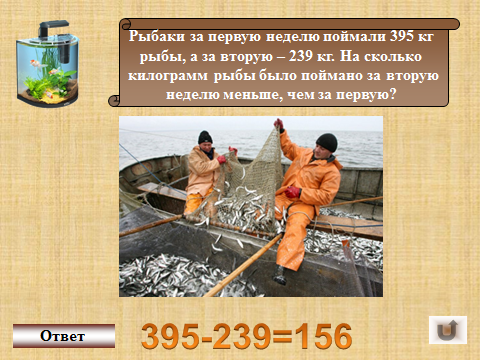 Рыбаки за первую неделю поймали 395 кг
рыбы, а за вторую – 239 кг. На сколько
килограмм рыбы было поймано за вторую
неделю меньше, чем за первую?
Ответ
395-239=156